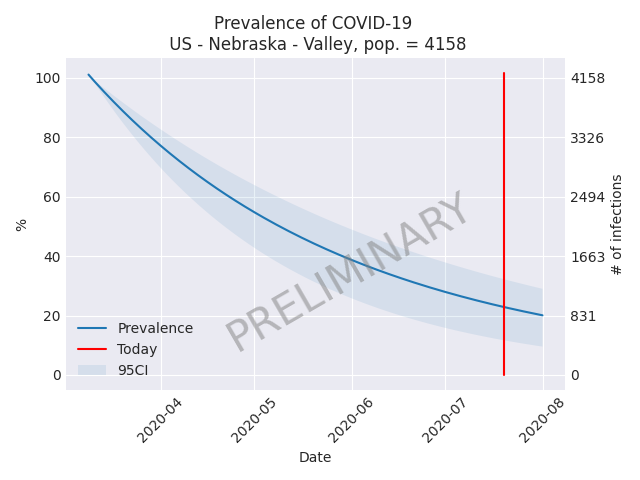 Prevalence of COVID-19
US - Nebraska - Valley, pop. = 4158
100
80
60
40
20
0
%
4158
3326
2494
1663
831
0
# of infections
PRELIMINARY
Prevalence
Today
95CI
2020-04
2020-05
2020-06
2020-07
2020-08
Date